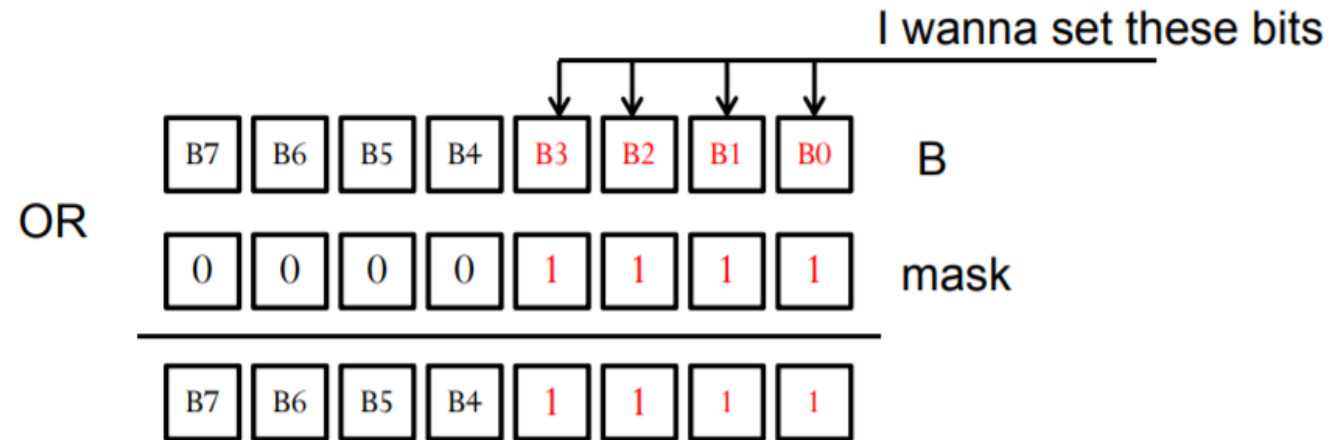 I wanna set these bits
B7 B6 B5 B4 B3 B2 B1 B0 B
OR
0 0 0 0 1 1 1 1 mask
B7 B6 B5 B4 1 1 1 1